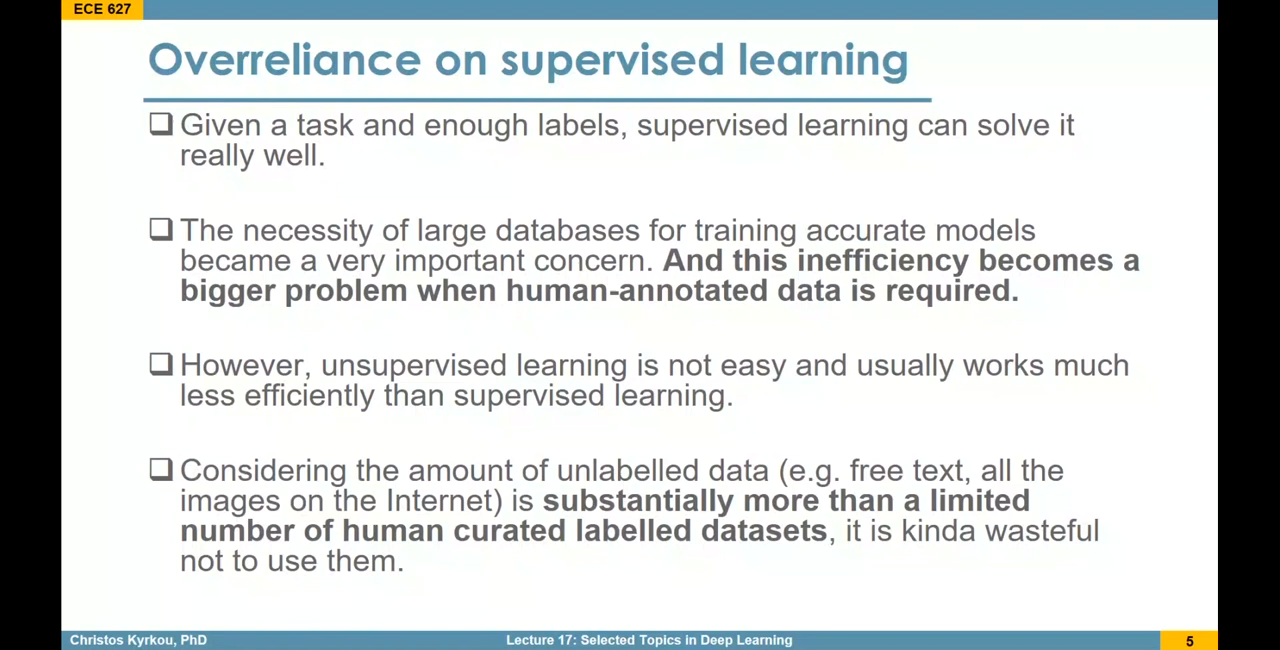 ECE 627
Overreliance on supervised learning
❑ Given a task and enough labels, supervised learning can solve it
really well.
❑ The necessity of large databases for training accurate models
became a very important concern. And this inefficiency becomes a
bigger problem when human-annotated data is required.
❑ However, unsupervised learning is not easy and usually works much
less efficiently than supervised learning.
❑ Considering the amount of unlabelled data (e.g. free text, all the
images on the Internet) is substantially more than a limited
number of human curated labelled datasets, it is kinda wasteful
not to use them.
Christos Kyrkou, PhD
Lecture 17: Selected Topics in Deep Learning
5